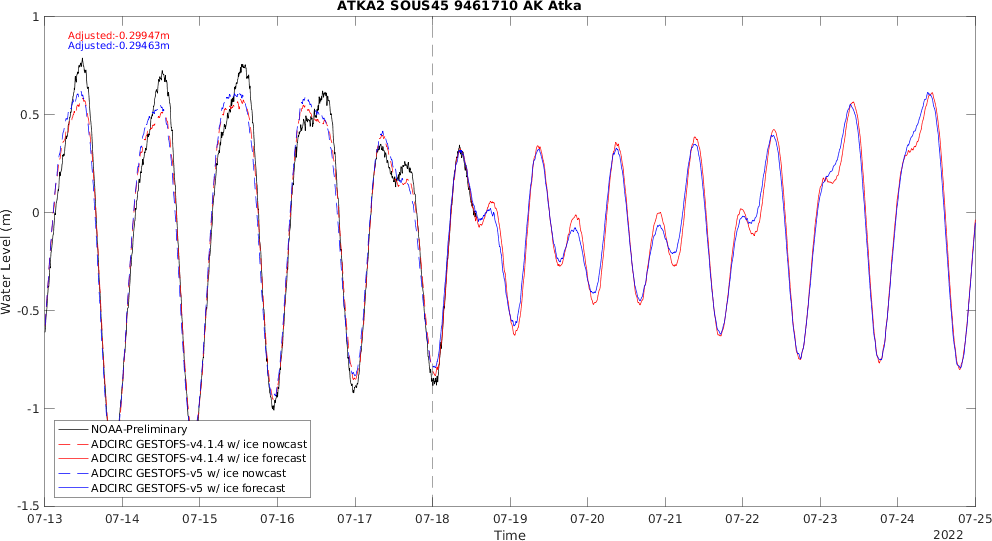 ATKA2 SOUS45 9461710 AK Atka
Adjusted:-0.29947m
Adjusted:-0.29463m
1
0.5
0
-0.5
-1
-1.5
Water Level (m)
NOAA-Preliminary
ADCIRC GESTOFS-v4.1.4 w/ ice nowcast
ADCIRC GESTOFS-v4.1.4 w/ ice forecast
ADCIRC GESTOFS-v5 w/ ice nowcast
ADCIRC GESTOFS-v5 w/ ice forecast
07-13 07-14 07-15 07-16 07-17 07-18 07-19 07-20 07-21 07-22 07-23 07-24 07-25
Time
2022